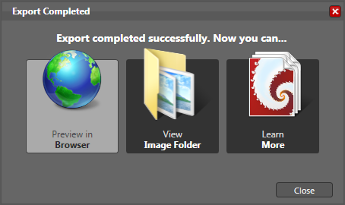 Export Completed
Export completed successfully. Now you can...
Preview in
Browser
View
Image Folder
Learn
More
Close